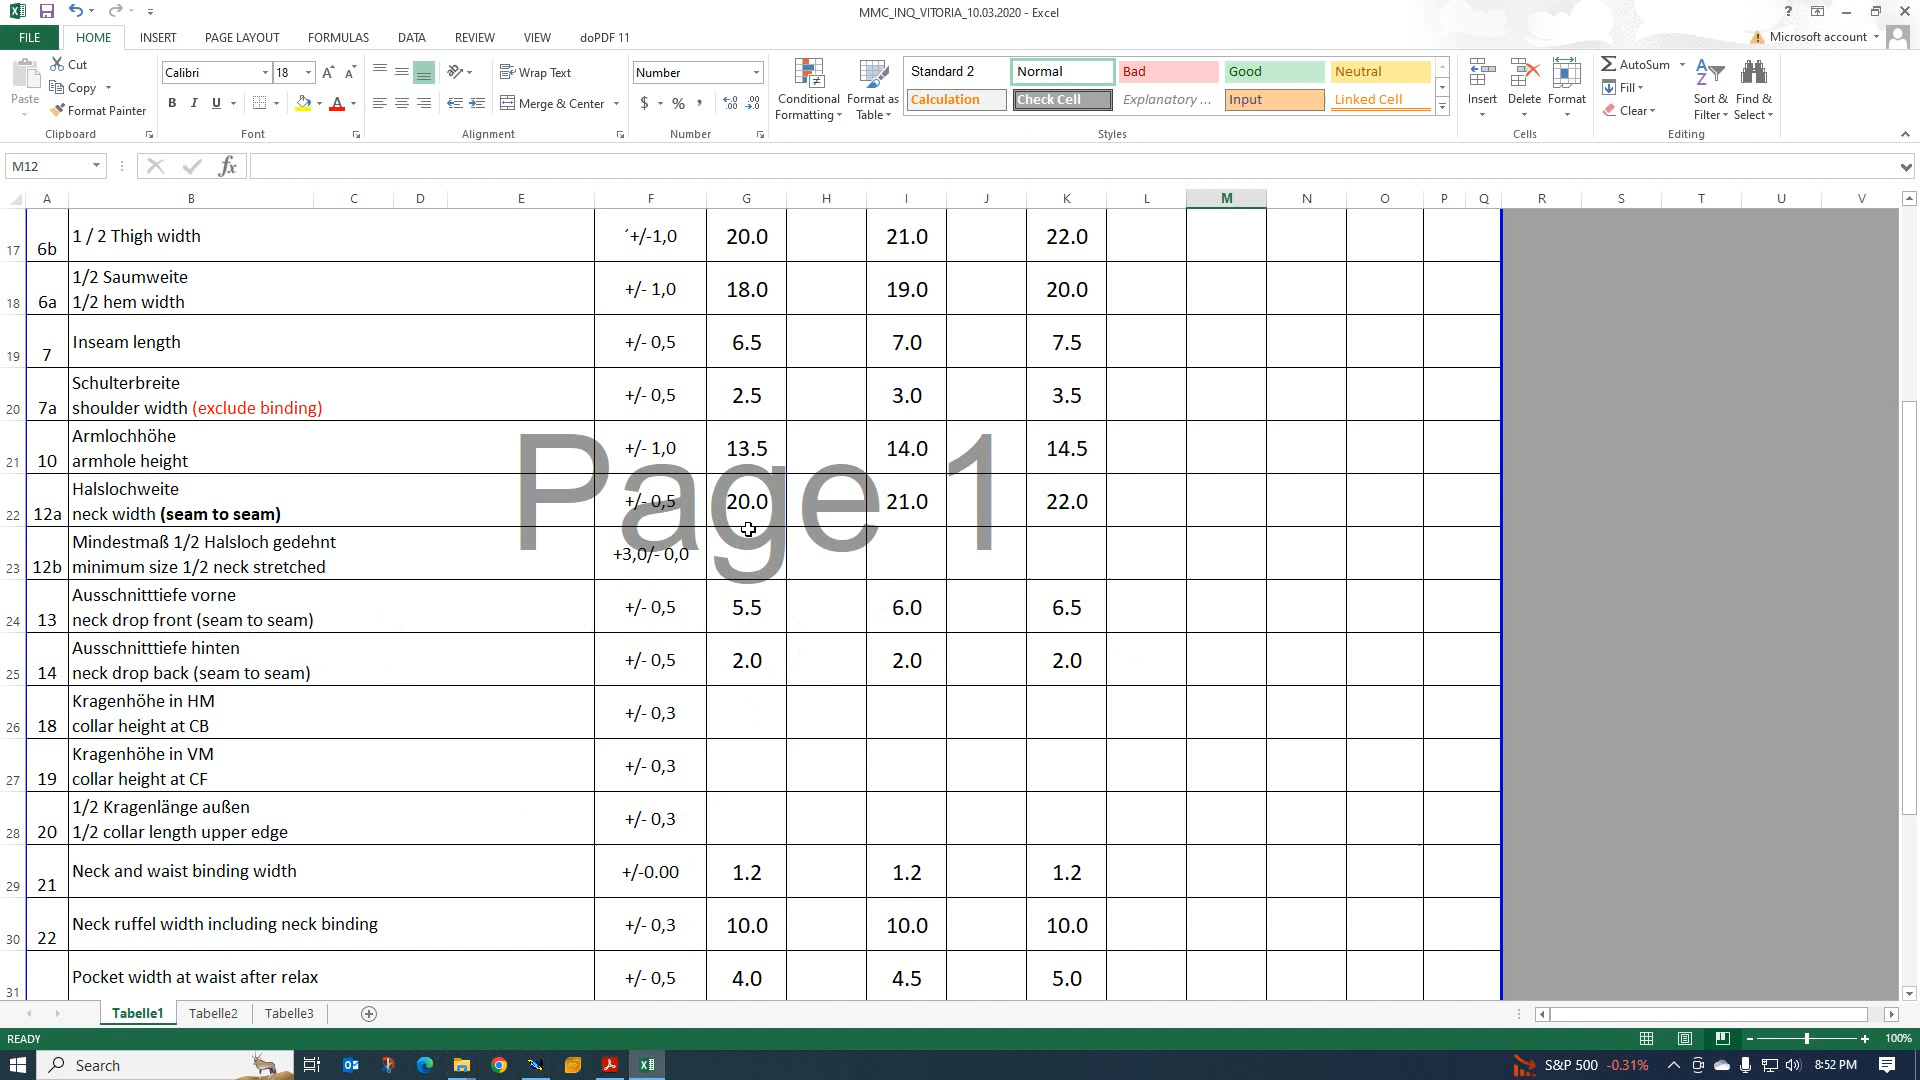 MMC_INQ_VITORIA_10.03.2020 - Excel
?
FILE HOME INSERT PAGE LAYOUT FORMULAS DATA REVIEW VIEW doPDF 11
Microsoft account
Paste
Cut
Copy
Format Painter
Clipboard
Calibri 18
B I U
Font
Wrap Text
Merge & Center
Alignment
Number
$ % ,
Number
Conditional Formatting
Format as Table
Standard 2 Normal Bad Good Neutral
Calculation Check Cell Explanatory ... Input Linked Cell
Styles
Insert Delete Format
Cells
AutoSum
Fill
Clear
Sort & Filter
Find & Select
Editing
M12
fx
A B C D E F G H I J K L M N O P Q R S T U V
17 6b 1 / 2 Thigh width ´+/-1,0 20.0 21.0 22.0
1/2 Saumweite
18 6a 1/2 hem width +/- 1,0 18.0 19.0 20.0
19 7 Inseam length +/- 0,5 6.5 7.0 7.5
Schulterbreite
20 7a shoulder width (exclude binding) +/- 0,5 2.5 3.0 3.5
Armlochhöhe
21 10 armhole height +/- 1,0 13.5 14.0 14.5
Page 1
Halslochweite
22 12a neck width (seam to seam) +/- 0,5 20.0 21.0 22.0
Mindestmaß 1/2 Halsloch gedehnt
23 12b minimum size 1/2 neck stretched +3,0/- 0,0
Ausschnitttiefe vorne
24 13 neck drop front (seam to seam) +/- 0,5 5.5 6.0 6.5
Ausschnitttiefe hinten
25 14 neck drop back (seam to seam) +/- 0,5 2.0 2.0 2.0
Kragenhöhe in HM
26 18 collar height at CB +/- 0,3
Kragenhöhe in VM
27 19 collar height at CF +/- 0,3
1/2 Kragenlänge außen
28 20 1/2 collar length upper edge +/- 0,3
29 21 Neck and waist binding width +/-0.00 1.2 1.2 1.2
30 22 Neck ruffel width including neck binding +/- 0,3 10.0 10.0 10.0
31 Pocket width at waist after relax +/- 0,5 4.0 4.5 5.0
Tabelle1 Tabelle2 Tabelle3
READY
100%
Search
S&P 500 -0.31%
8:52 PM